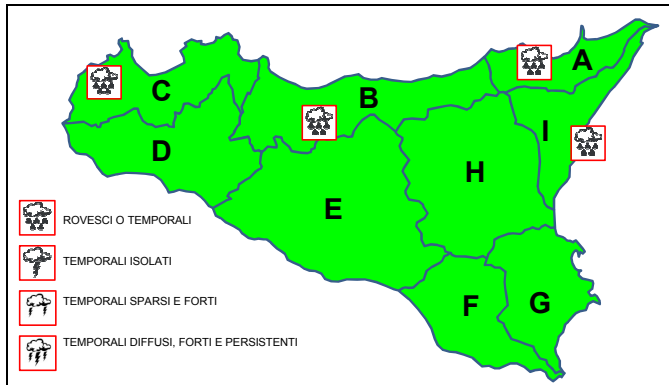 A
C
B
I
D
H
E
F
G
ROVESCI O TEMPORALI
TEMPORALI ISOLATI
TEMPORALI SPARSI E FORTI
TEMPORALI DIFFUSI, FORTI E PERSISTENTI